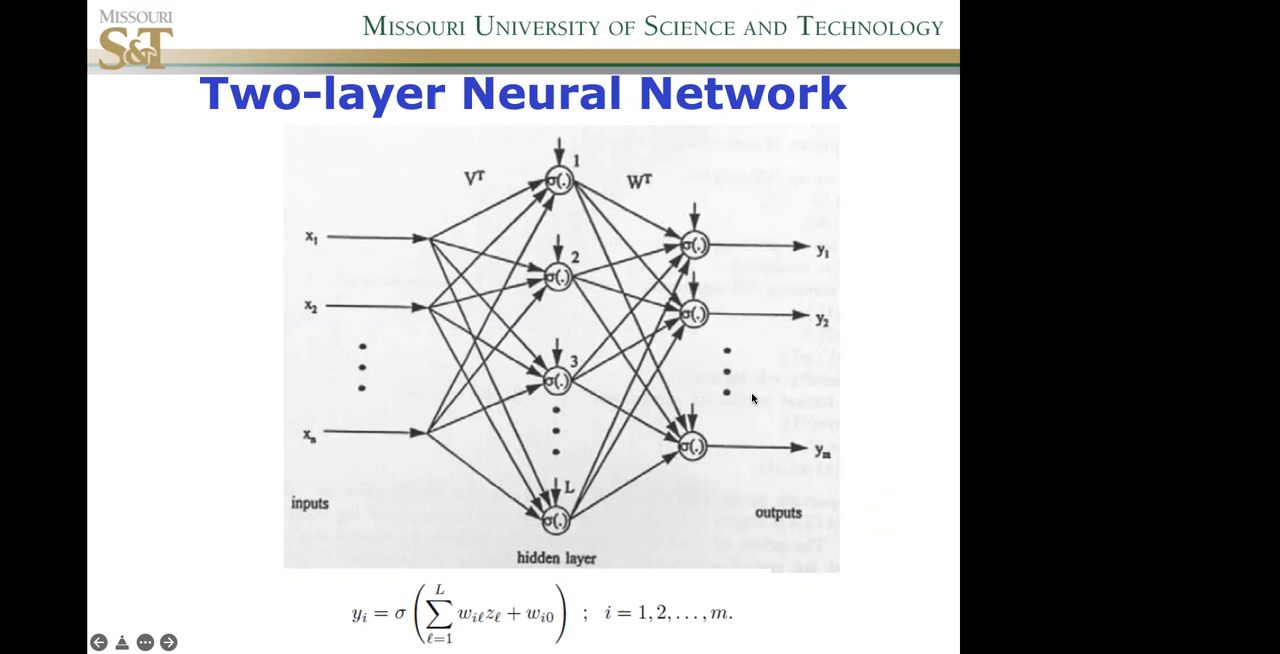 MISSOURI
S&T
MISSOURI UNIVERSITY OF SCIENCE AND TECHNOLOGY
Two-layer Neural Network
Vᵀ
Wᵀ
σ(.) 1
σ(.) 2
σ(.) 3
σ(.) L
σ(.)
σ(.)
σ(.)
x₁
x₂
xₙ
y₁
y₂
yₘ
inputs
outputs
hidden layer
yᵢ = σ ( ∑_{ℓ=1}^{L} w_{iℓ} z_ℓ + w_{i0} ) ; i = 1, 2, . . . , m.